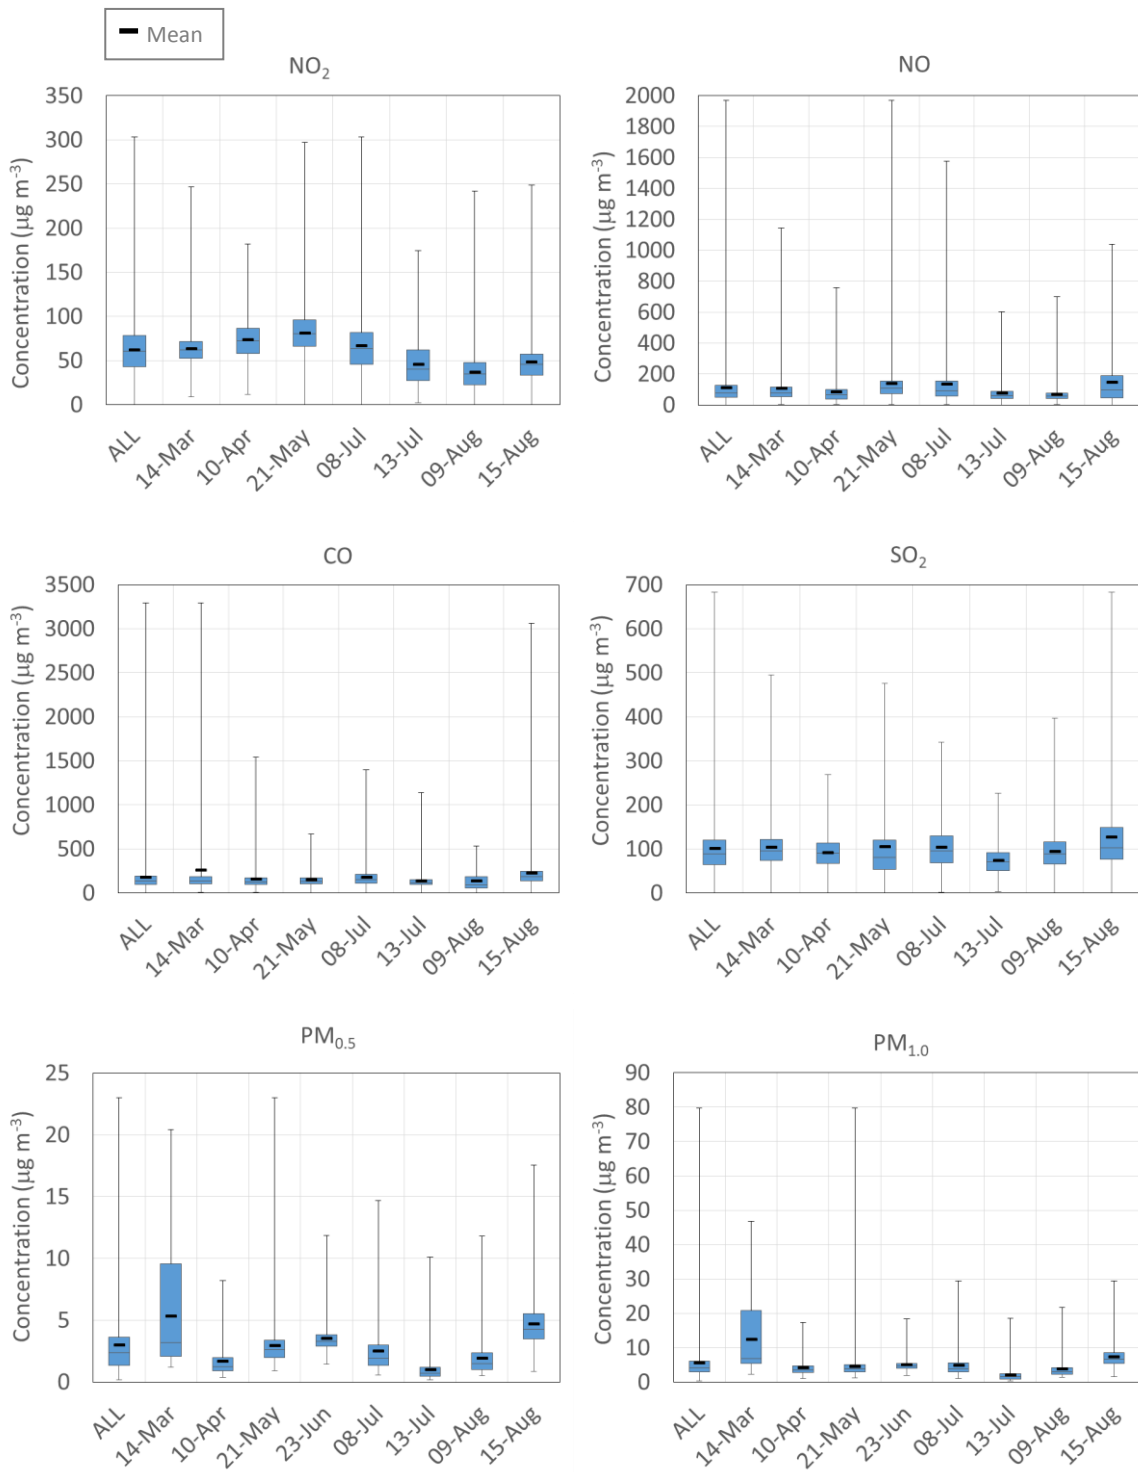 Mean
NO₂
Concentration (µg m⁻³)
350
300
250
200
150
100
50
0
ALL
14-Mar
10-Apr
21-May
08-Jul
13-Jul
09-Aug
15-Aug
NO
Concentration (µg m⁻³)
2000
1800
1600
1400
1200
1000
800
600
400
200
0
ALL
14-Mar
10-Apr
21-May
08-Jul
13-Jul
09-Aug
15-Aug
CO
Concentration (µg m⁻³)
3500
3000
2500
2000
1500
1000
500
0
ALL
14-Mar
10-Apr
21-May
08-Jul
13-Jul
09-Aug
15-Aug
SO₂
Concentration (µg m⁻³)
700
600
500
400
300
200
100
0
ALL
14-Mar
10-Apr
21-May
08-Jul
13-Jul
09-Aug
15-Aug
PM₀.₅
Concentration (µg m⁻³)
25
20
15
10
5
0
ALL
14-Mar
10-Apr
21-May
23-Jun
08-Jul
13-Jul
09-Aug
15-Aug
PM₁.₀
Concentration (µg m⁻³)
90
80
70
60
50
40
30
20
10
0
ALL
14-Mar
10-Apr
21-May
23-Jun
08-Jul
13-Jul
09-Aug
15-Aug